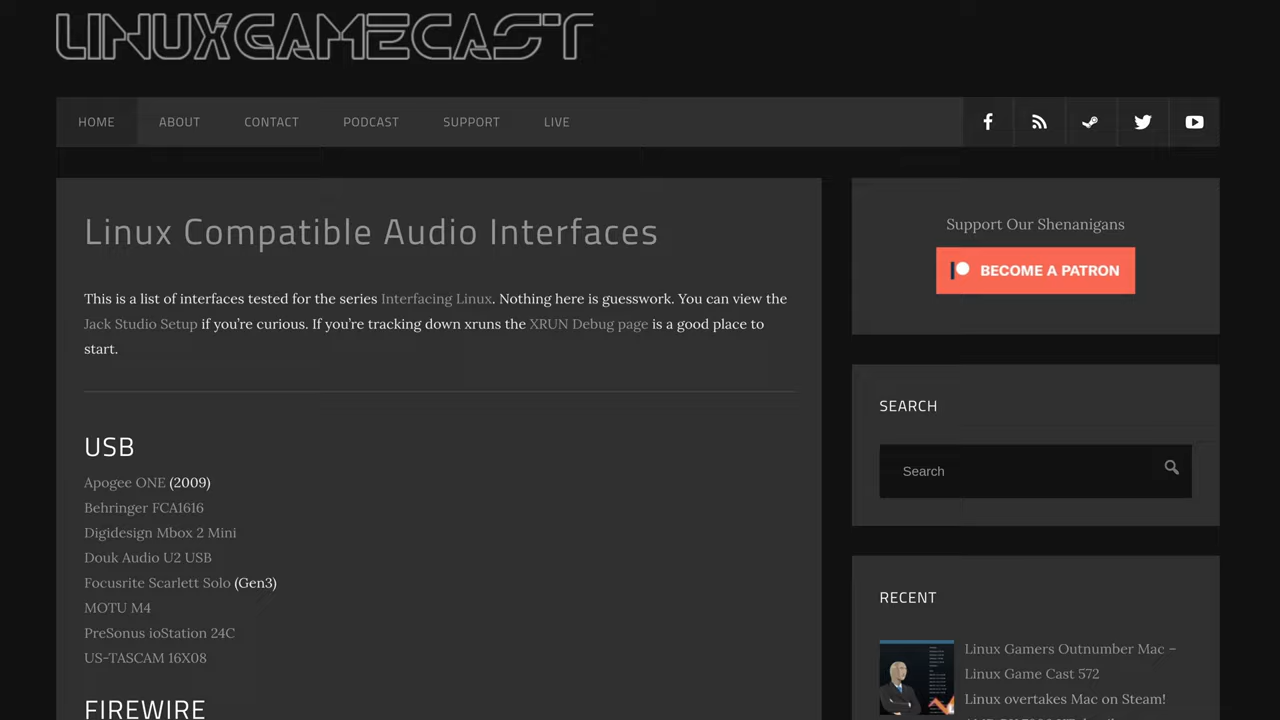 LINUXGAMECAST
HOME ABOUT CONTACT PODCAST SUPPORT LIVE
Linux Compatible Audio Interfaces
This is a list of interfaces tested for the series Interfacing Linux. Nothing here is guesswork. You can view the
Jack Studio Setup if you’re curious. If you’re tracking down xruns the XRUN Debug page is a good place to
start.
USB
Apogee ONE (2009)
Behringer FCA1616
Digidesign Mbox 2 Mini
Douk Audio U2 USB
Focusrite Scarlett Solo (Gen3)
MOTU M4
PreSonus ioStation 24C
US-TASCAM 16X08
FIREWIRE
Support Our Shenanigans
BECOME A PATRON
SEARCH
Search
RECENT
Linux Gamers Outnumber Mac –
Linux Game Cast 572
Linux overtakes Mac on Steam!